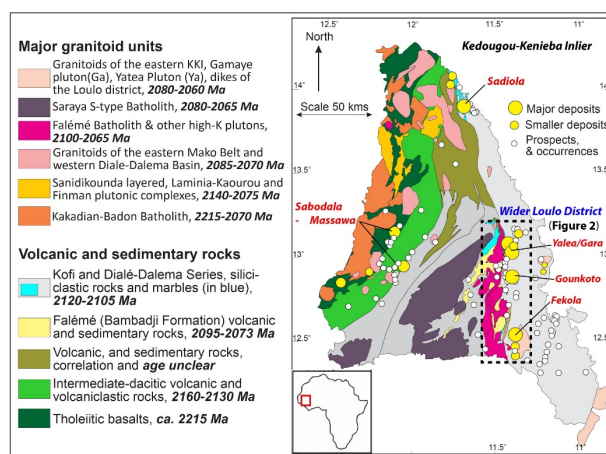 Major granitoid units
Granitoids of the eastern KKI, Gamaye
pluton(Ga), Yatea Pluton (Ya), dikes of
the Loulo district, 2080-2060 Ma
Saraya S-type Batholith, 2080-2065 Ma
Falémé Batholith & other high-K plutons,
2100-2065 Ma
Granitoids of the eastern Mako Belt and
western Diale-Dalema Basin, 2085-2070 Ma
Sanidikounda layered, Laminia-Kaourou and
Finman plutonic complexes, 2140-2075 Ma
Kakadian-Badon Batholith, 2215-2070 Ma
Volcanic and sedimentary rocks
Kofi and Dialé-Dalema Series, silici-
clastic rocks and marbles (in blue),
2120-2105 Ma
Falémé (Bambadji Formation) volcanic
and sedimentary rocks, 2095-2073 Ma
Volcanic, and sedimentary rocks,
correlation and age unclear
Intermediate-dacitic volcanic and
volcaniclastic rocks, 2160-2130 Ma
Tholeiitic basalts, ca. 2215 Ma
12.5° 12° 11.5° 11°
North
Kedougou-Kenieba Inlier
14°
Sadiola
Scale 50 kms
Major deposits
Smaller deposits
Prospects,
& occurrences
13.5°
13.5°
Sabodala
Massawa
Wider Loulo District
(Figure 2)
13°
Yalea/Gara
13°
Gounkoto
Fekola
12.5°
12.5°
11.5° 11°